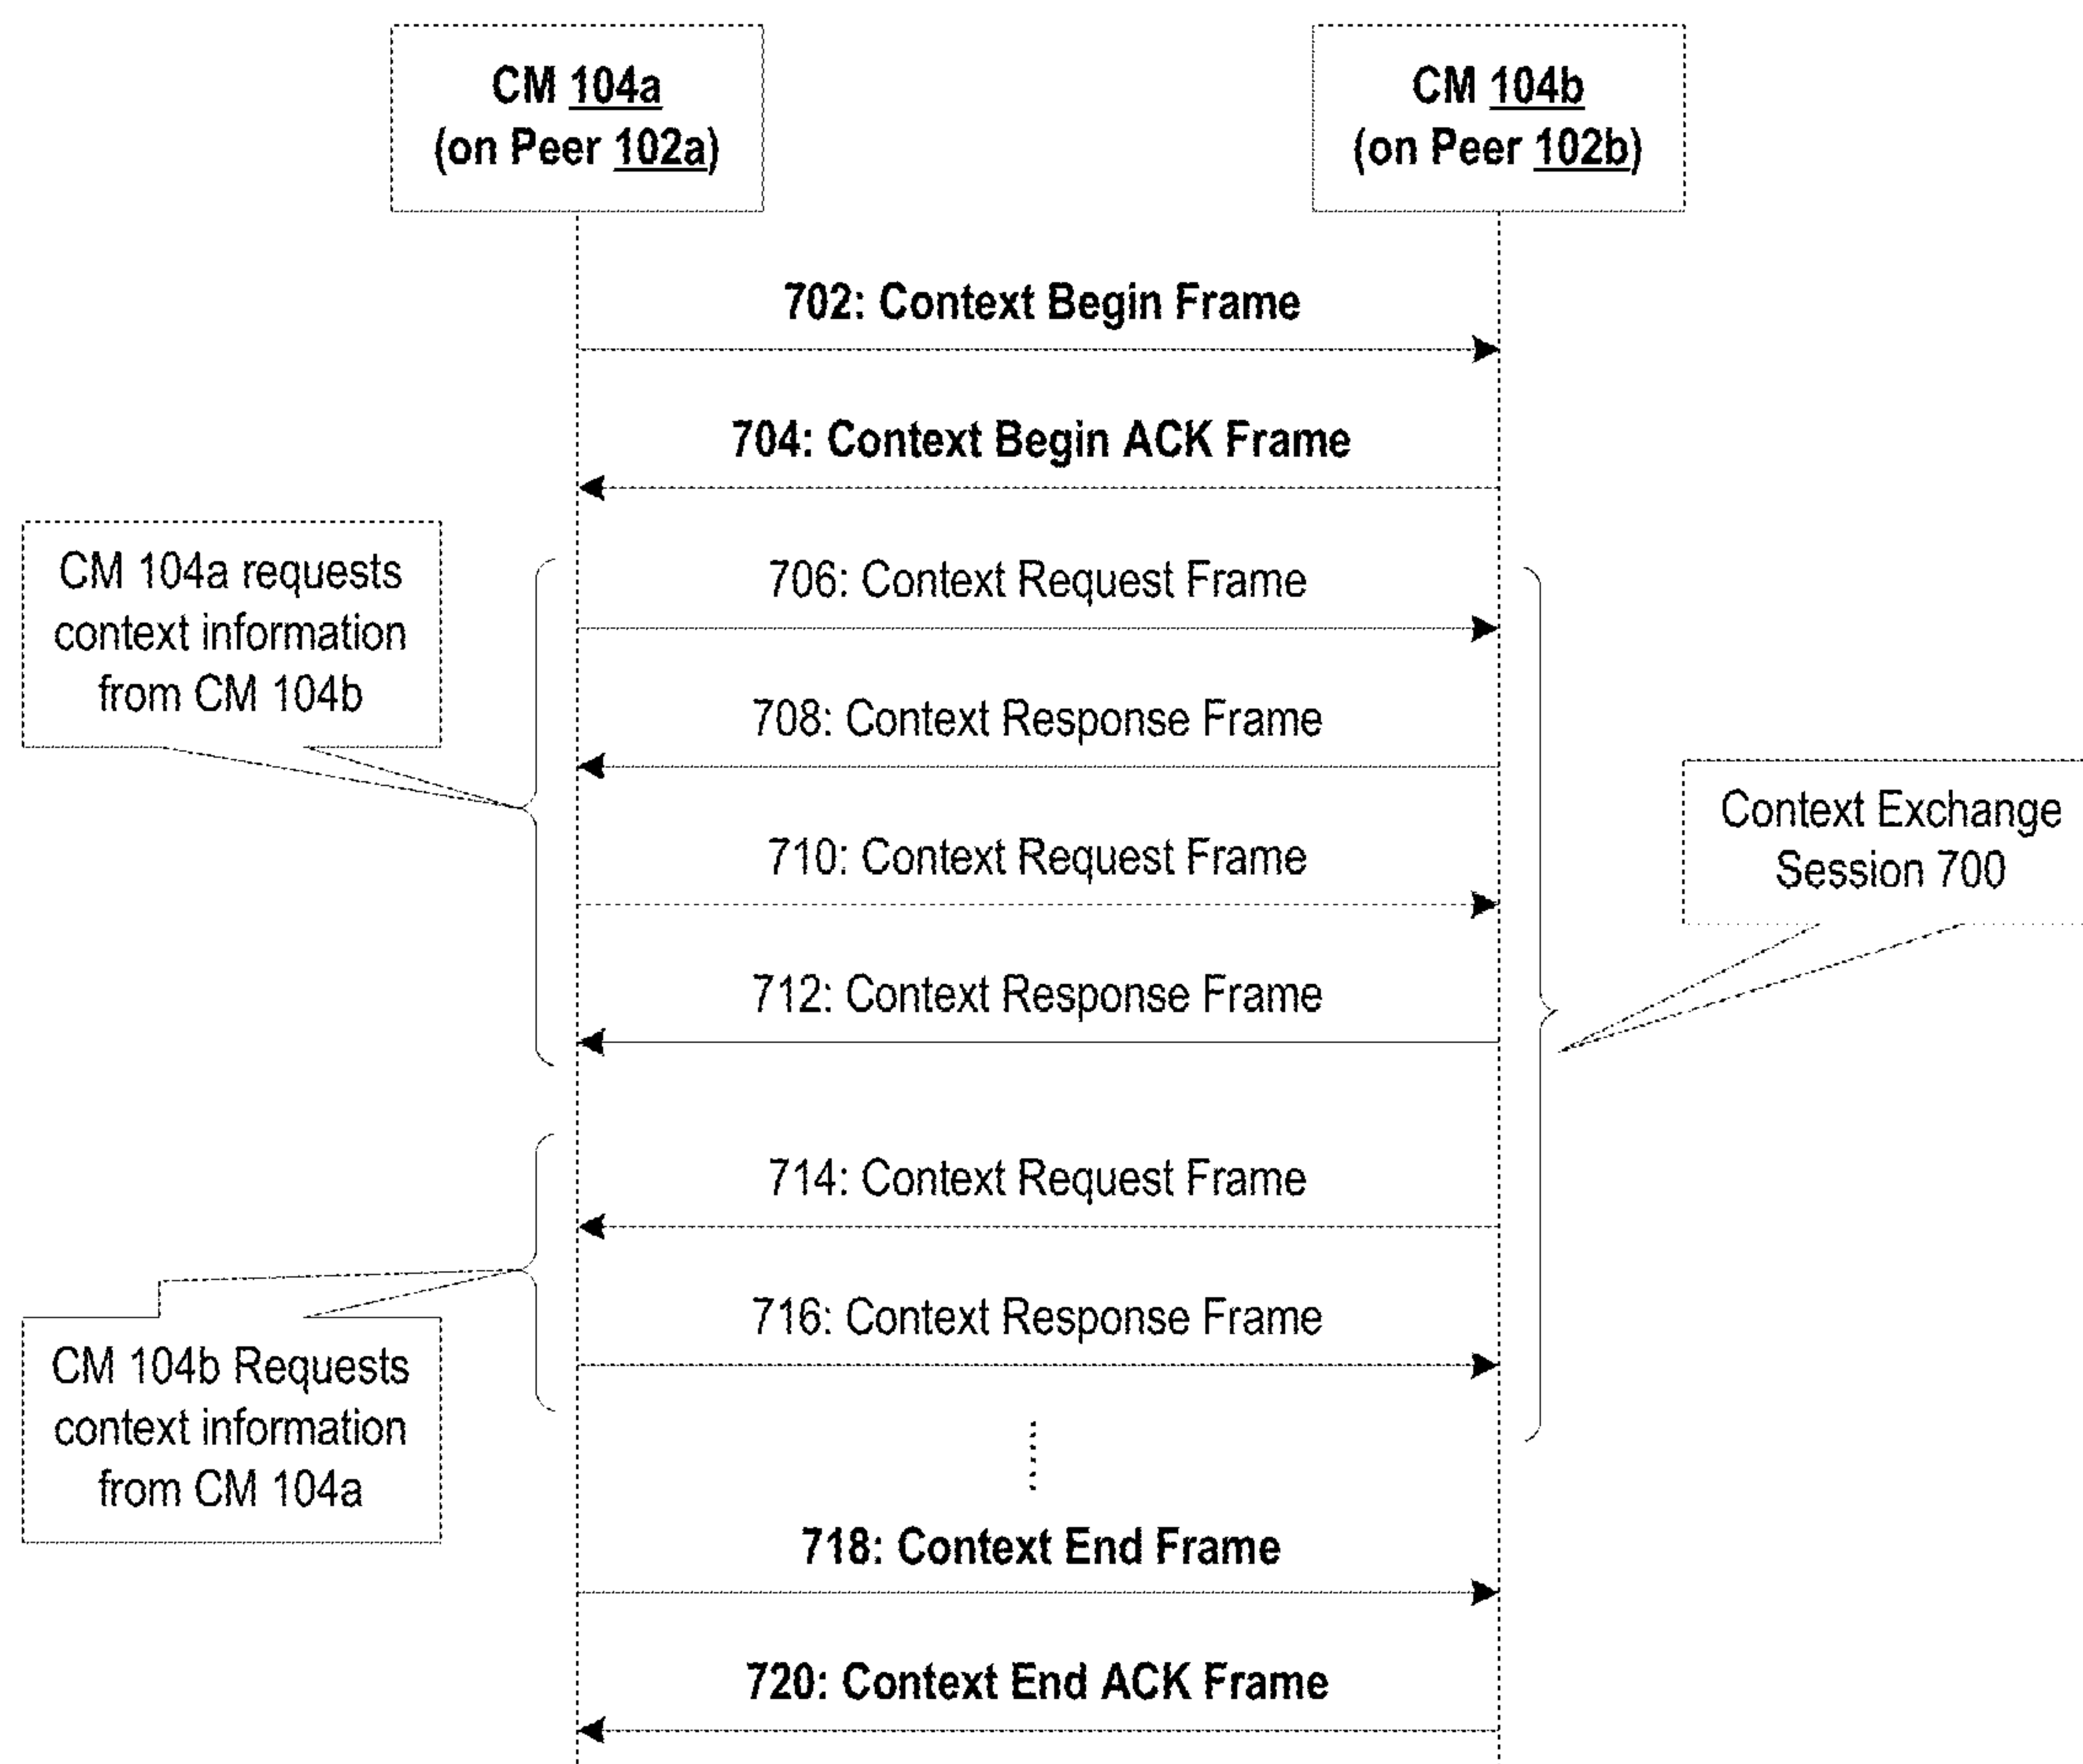 CM 104a
(on Peer 102a)
CM 104b
(on Peer 102b)
702: Context Begin Frame
704: Context Begin ACK Frame
CM 104a requests
context information
from CM 104b
706: Context Request Frame
708: Context Response Frame
710: Context Request Frame
712: Context Response Frame
Context Exchange
Session 700
714: Context Request Frame
716: Context Response Frame
CM 104b Requests
context information
from CM 104a
718: Context End Frame
720: Context End ACK Frame